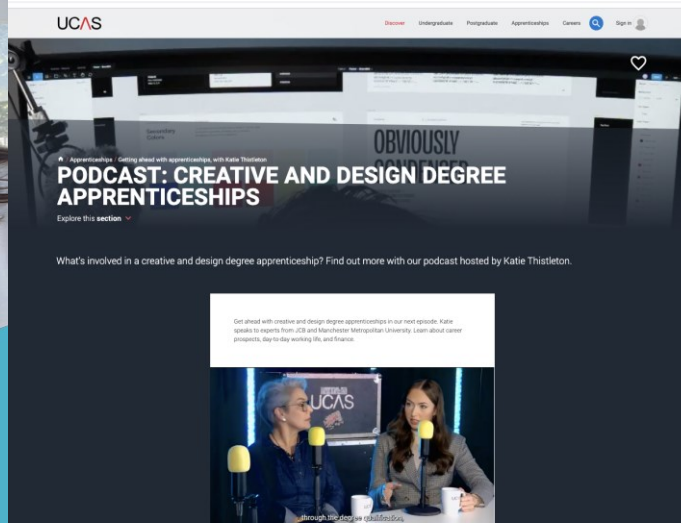 UCAS
Discover Undergraduate Postgraduate Apprenticeships Careers Sign in
Secondary
Colors
OBVIOUSLY
CONDENSED
Apprenticeships / Getting ahead with apprenticeships, with Katie Thistleton
PODCAST: CREATIVE AND DESIGN DEGREE
APPRENTICESHIPS
Explore this section
What's involved in a creative and design degree apprenticeship? Find out more with our podcast hosted by Katie Thistleton.
Get ahead with creative and design degree apprenticeships in our next episode. Katie
speaks to experts from JCB and Manchester Metropolitan University. Learn about career
prospects, day-to-day working life, and finance.
UCAS
through the degree qualification,